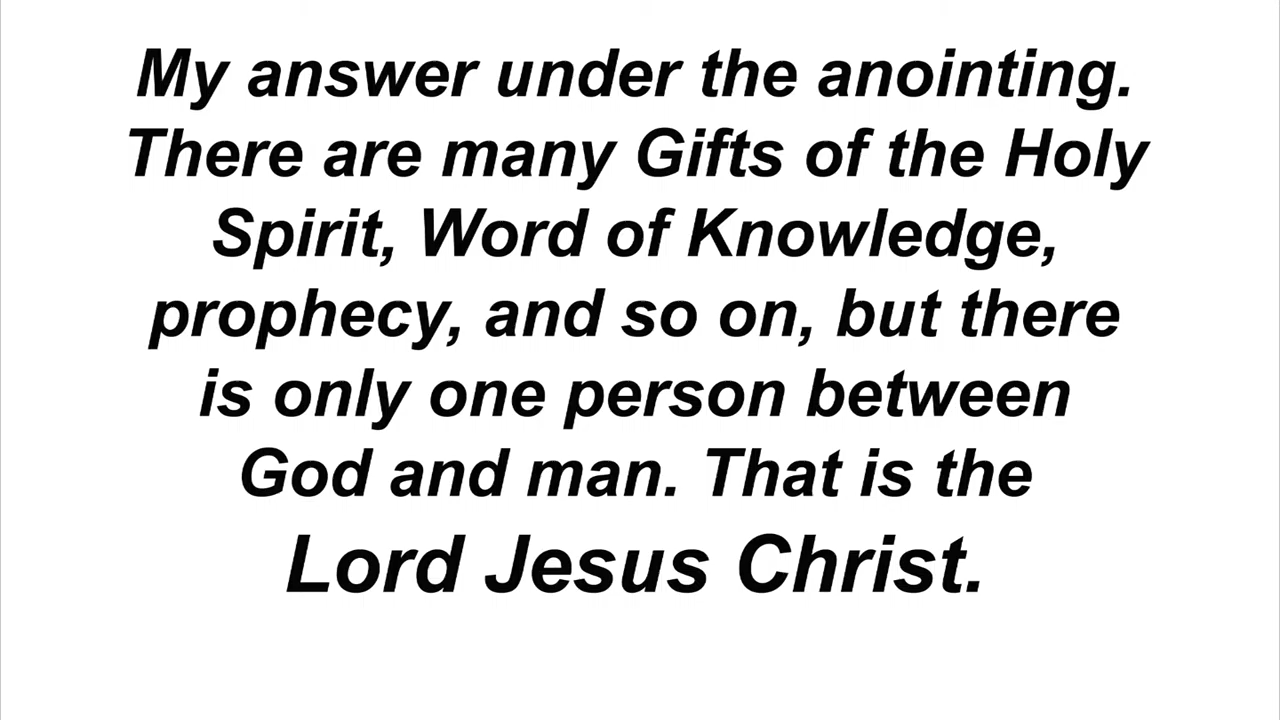 My answer under the anointing.
There are many Gifts of the Holy
Spirit, Word of Knowledge,
prophecy, and so on, but there
is only one person between
God and man. That is the
Lord Jesus Christ.